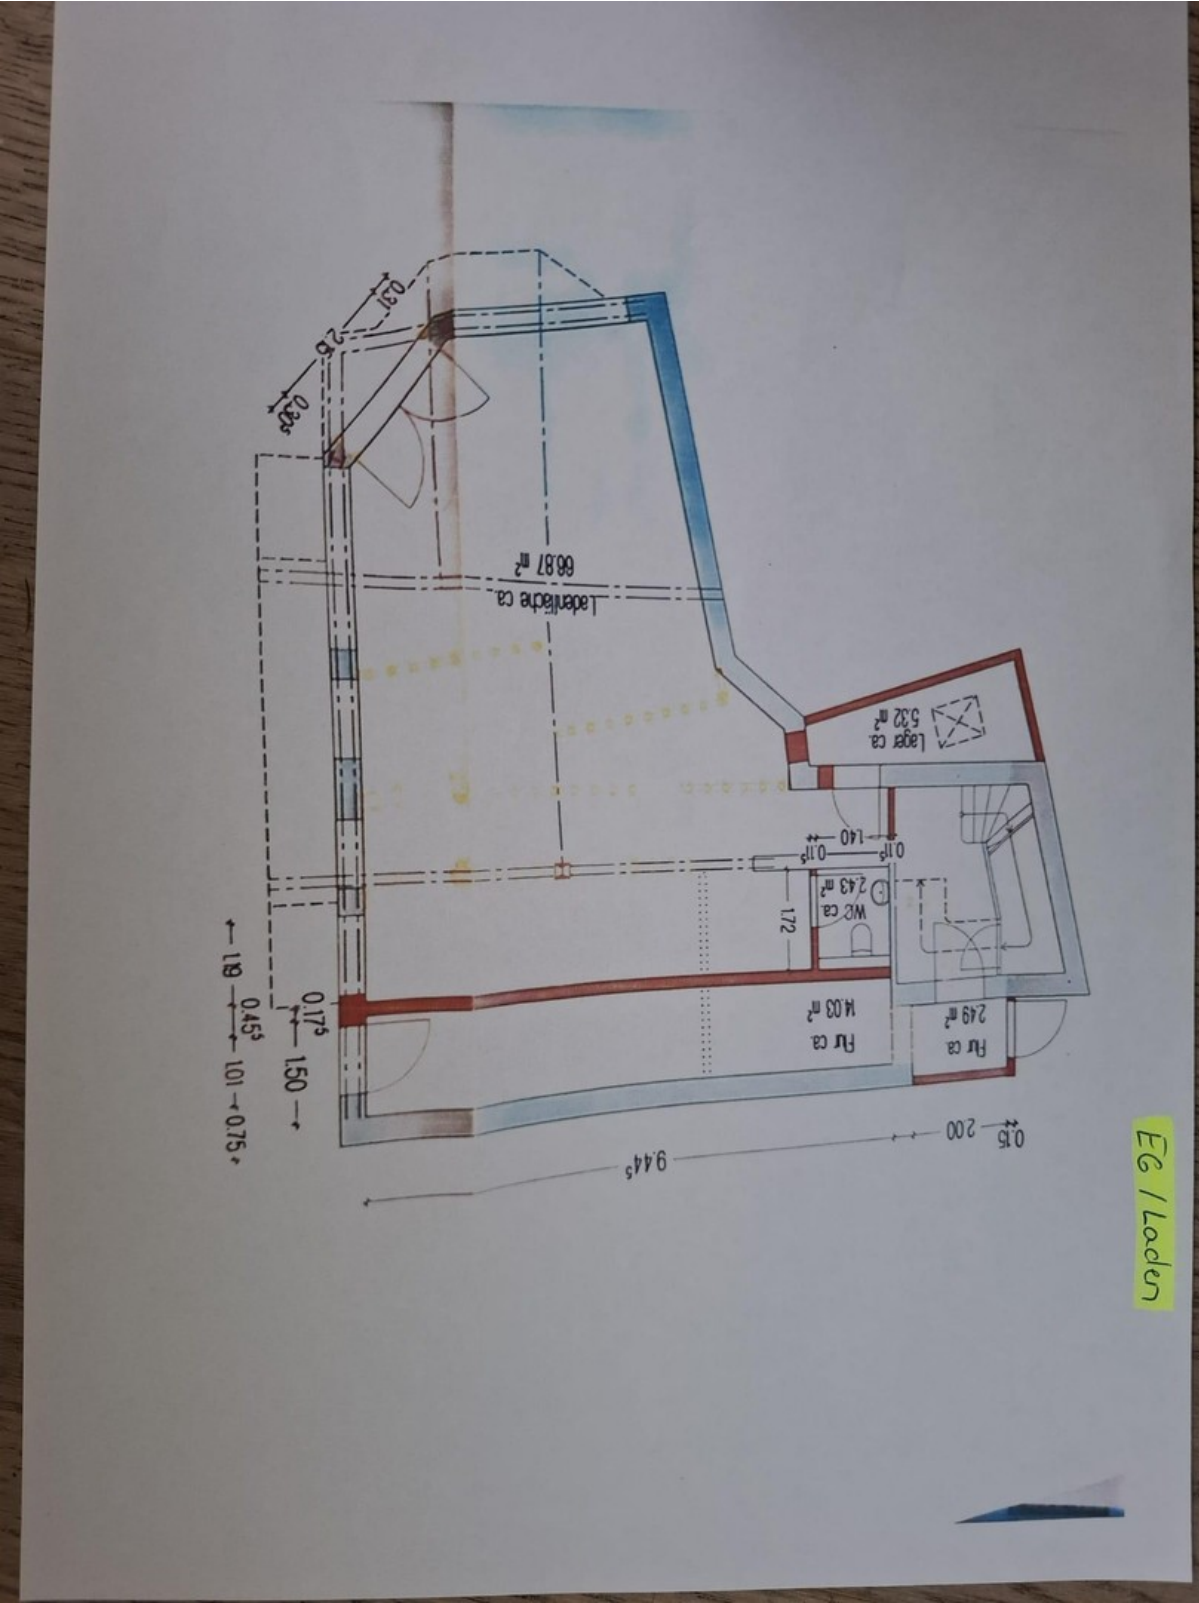 EG / Laden
0.31
2.15
0.30⁵
Ladenfläche ca.
66.87 m²
Lager ca.
5.32 m²
1.40
0.11⁵
0.11⁵
WC ca.
2.43 m²
1.72
Flur ca.
14.03 m²
Flur ca.
2.49 m²
0.17⁵
1.50
1.19
0.45⁵
1.01
0.75
9.44⁵
2.00
0.15